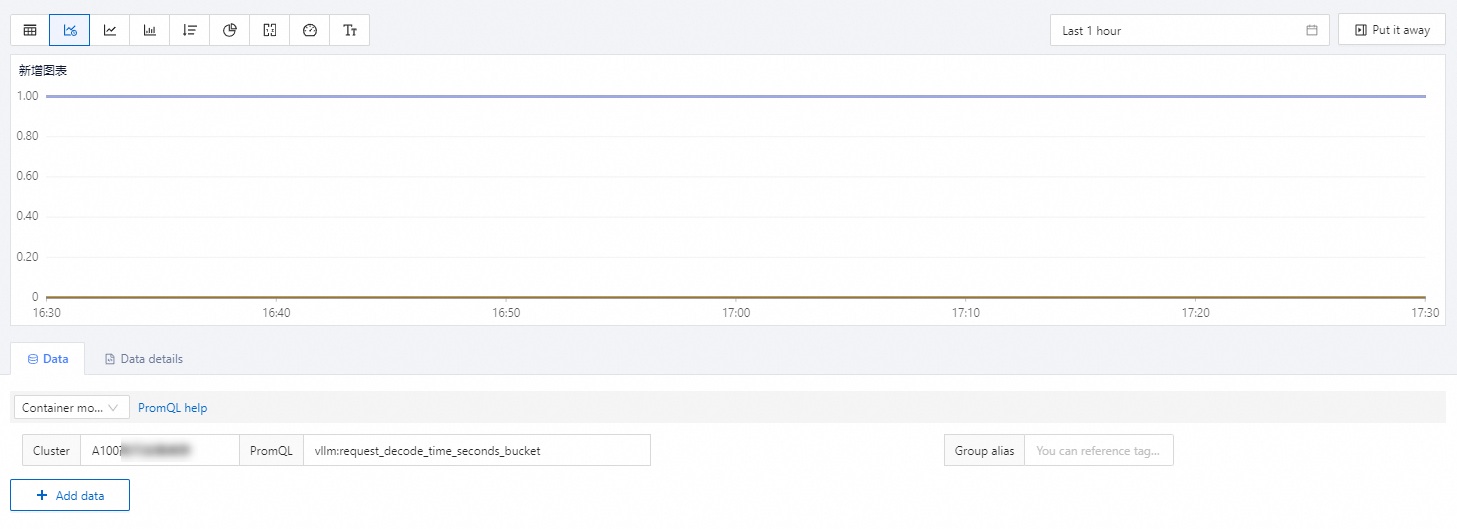 Last 1 hour
Put it away
新增图表
1.00
0.80
0.60
0.40
0.20
0
16:30 16:40 16:50 17:00 17:10 17:20 17:30
Data Data details
Container mo... PromQL help
Cluster A100 PromQL vllm:request_decode_time_seconds_bucket Group alias You can reference tag...
+ Add data